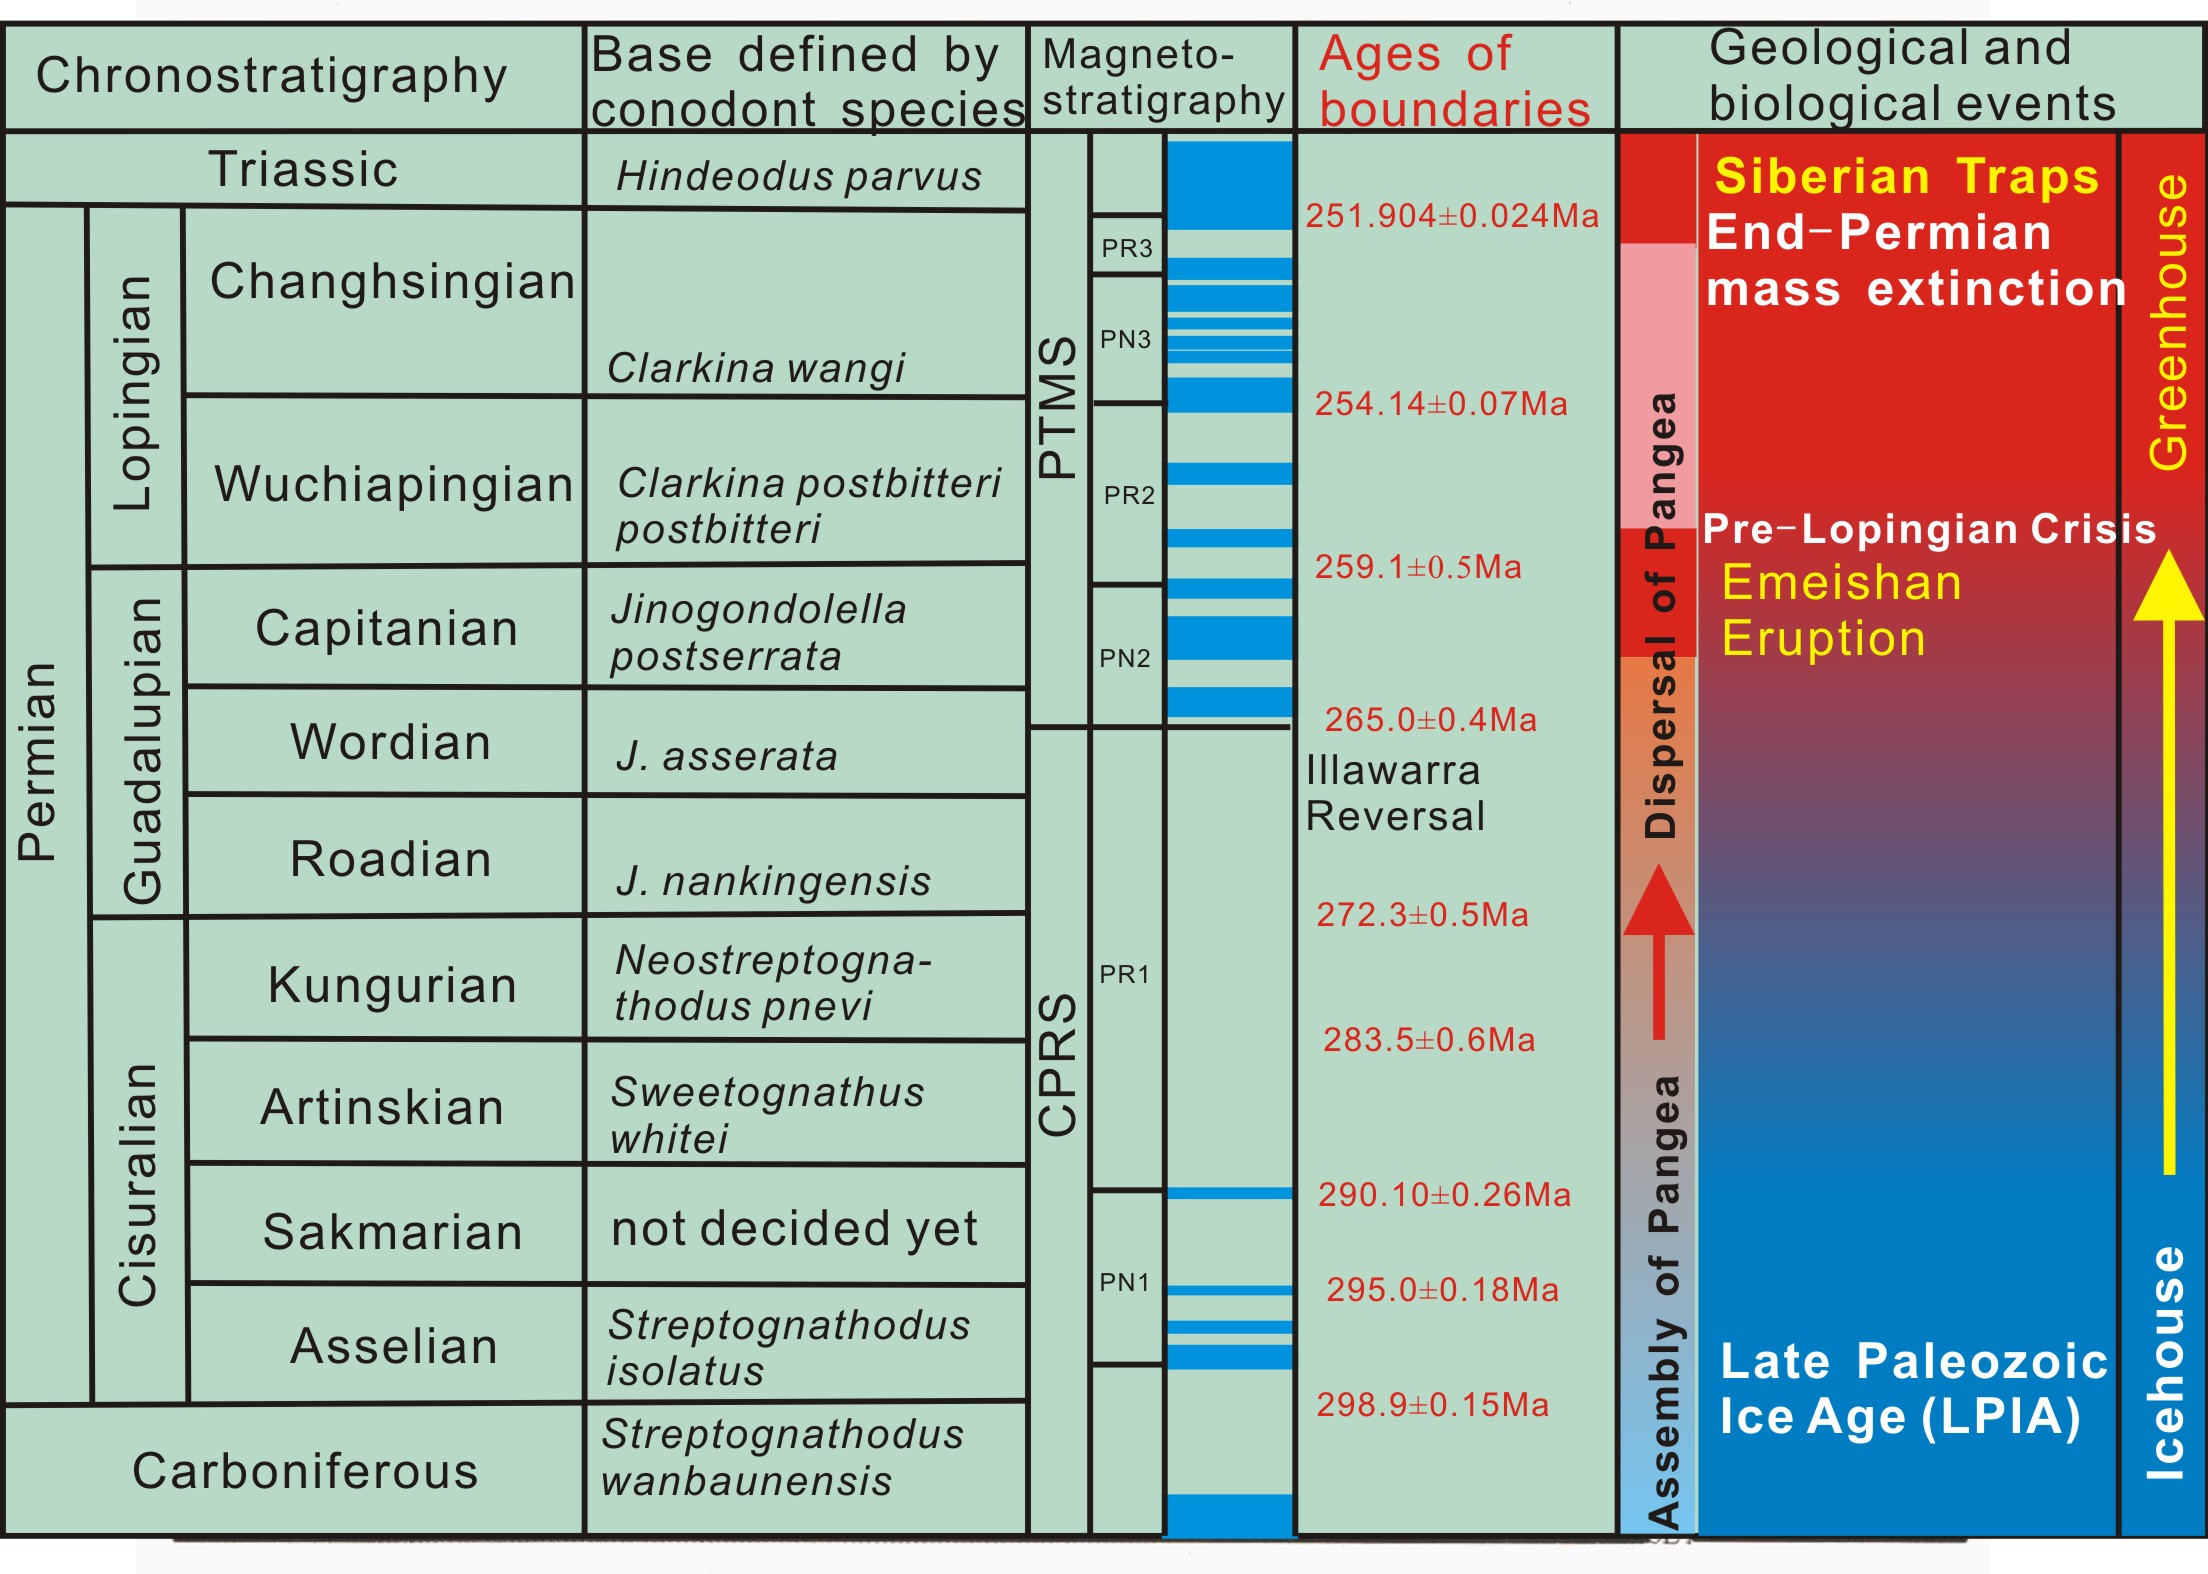 Chronostratigraphy
Base defined by
conodont species
Magneto-
stratigraphy
Ages of
boundaries
Geological and
biological events
Triassic
Hindeodus parvus
Permian
Lopingian
Changhsingian
Clarkina wangi
Wuchiapingian
Clarkina postbitteri
postbitteri
Guadalupian
Capitanian
Jinogondolella
postserrata
Wordian
J. asserata
Roadian
J. nankingensis
Cisuralian
Kungurian
Neostreptogna-
thodus pnevi
Artinskian
Sweetognathus
whitei
Sakmarian
not decided yet
Asselian
Streptognathodus
isolatus
Carboniferous
Streptognathodus
wanbaunensis
PTMS
CPRS
PR3
PN3
PR2
PN2
PR1
PN1
251.904±0.024Ma
254.14±0.07Ma
259.1±0.5Ma
265.0±0.4Ma
Illawarra
Reversal
272.3±0.5Ma
283.5±0.6Ma
290.10±0.26Ma
295.0±0.18Ma
298.9±0.15Ma
Dispersal of Pangea
Assembly of Pangea
Siberian Traps
End-Permian
mass extinction
Pre-Lopingian Crisis
Emeishan
Eruption
Late Paleozoic
Ice Age (LPIA)
Greenhouse
Icehouse